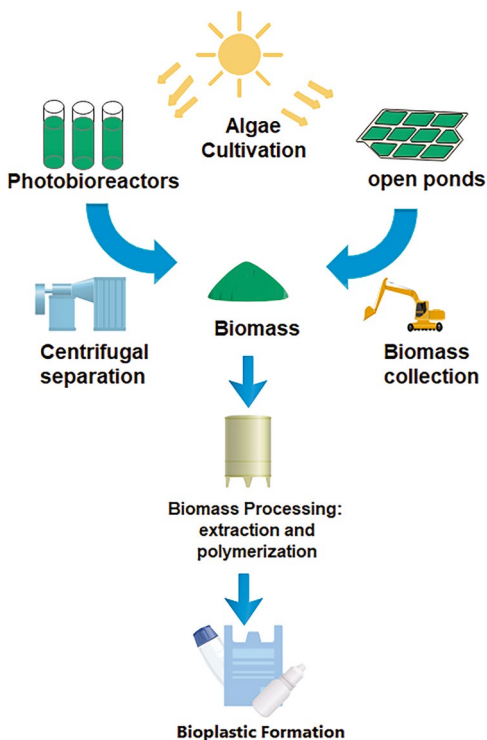 Algae
Cultivation
Photobioreactors
open ponds
Centrifugal
separation
Biomass
Biomass
collection
Biomass Processing:
extraction and
polymerization
Bioplastic Formation